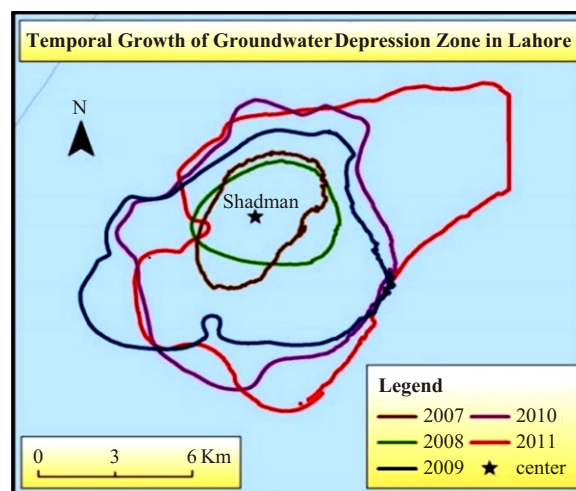 Temporal Growth of Groundwater Depression Zone in Lahore
N
Shadman
Legend
2007 2010
2008 2011
2009 center
0 3 6 Km